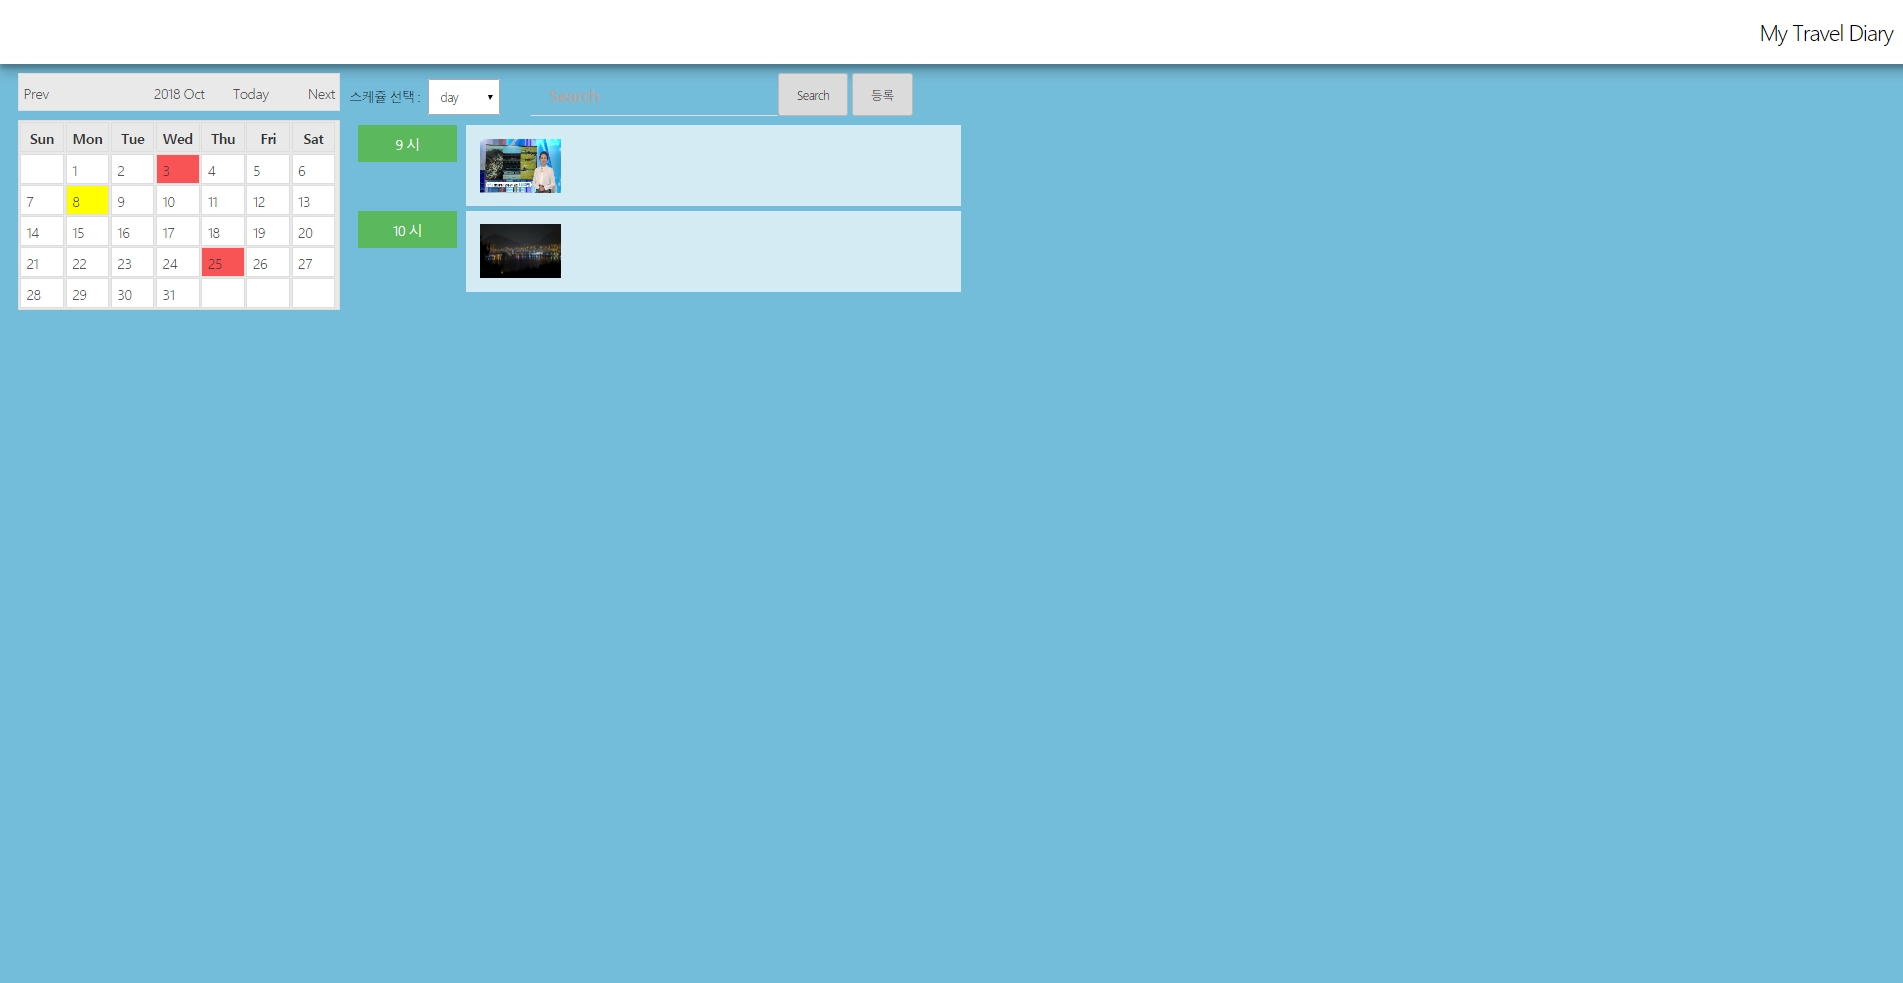 My Travel Diary
Prev 2018 Oct Today Next
스케쥴 선택 : day Search Search 등록
Sun Mon Tue Wed Thu Fri Sat
1 2 3 4 5 6
7 8 9 10 11 12 13
14 15 16 17 18 19 20
21 22 23 24 25 26 27
28 29 30 31
9 시
10 시